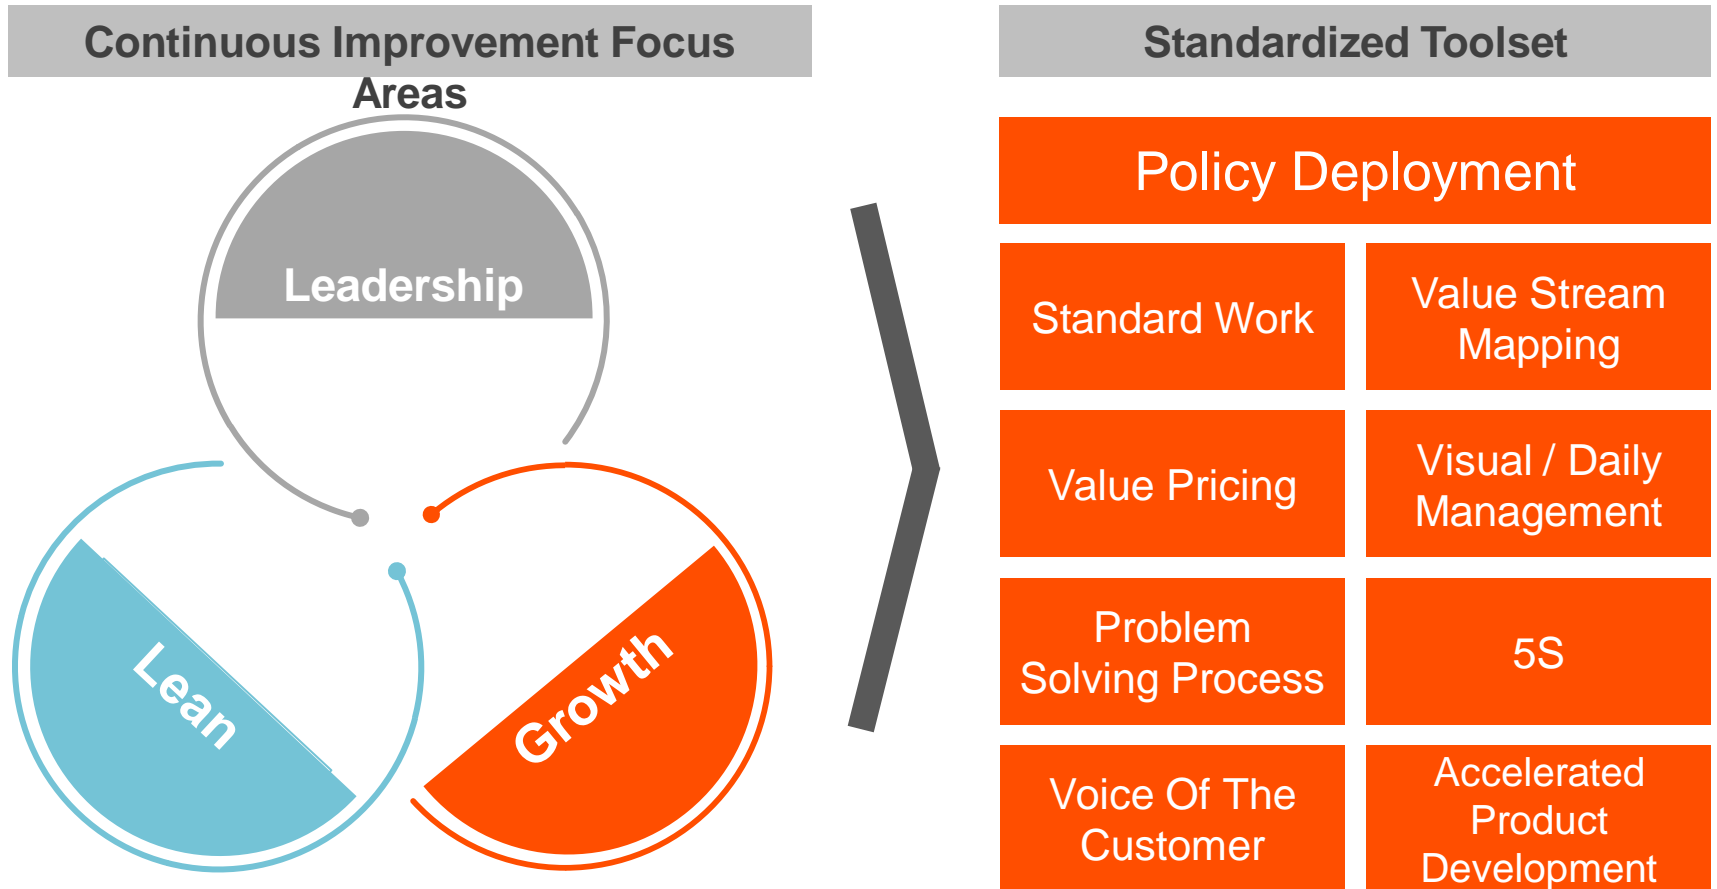 Continuous Improvement Focus
Areas
Leadership
Lean
Growth
Standardized Toolset
Policy Deployment
Standard Work
Value Stream
Mapping
Value Pricing
Visual / Daily
Management
Problem
Solving Process
5S
Voice Of The
Customer
Accelerated
Product
Development